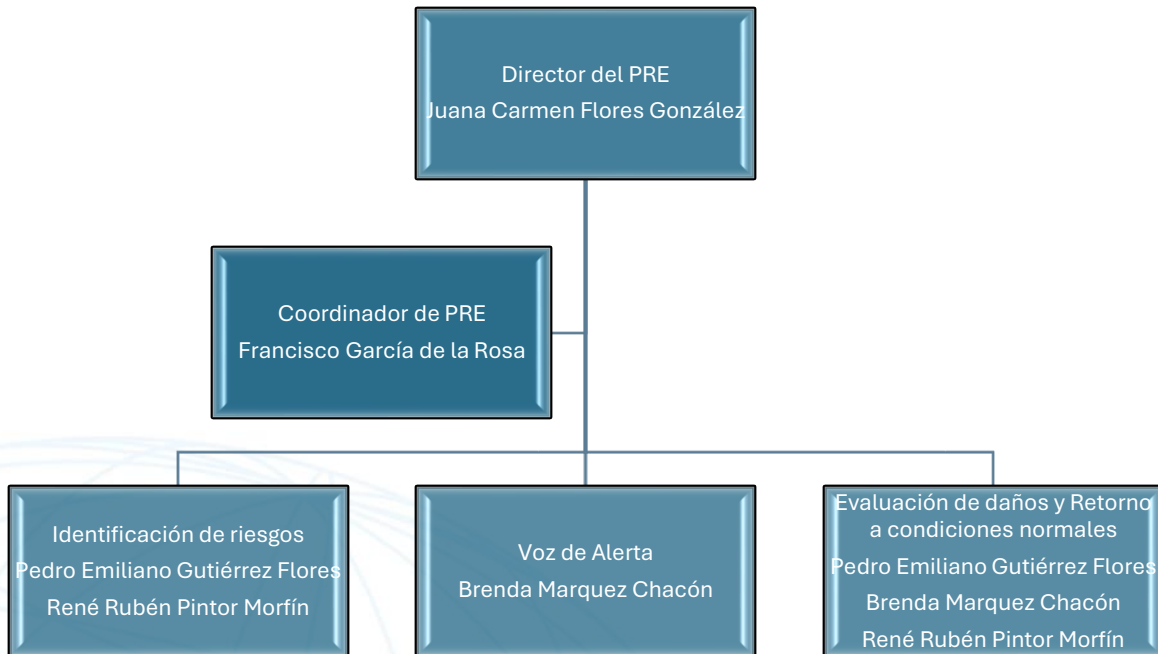 Director del PRE
Juana Carmen Flores González
Coordinador de PRE
Francisco García de la Rosa
Identificación de riesgos
Pedro Emiliano Gutiérrez Flores
René Rubén Pintor Morfín
Voz de Alerta
Brenda Marquez Chacón
Evaluación de daños y Retorno
a condiciones normales
Pedro Emiliano Gutiérrez Flores
Brenda Marquez Chacón
René Rubén Pintor Morfín